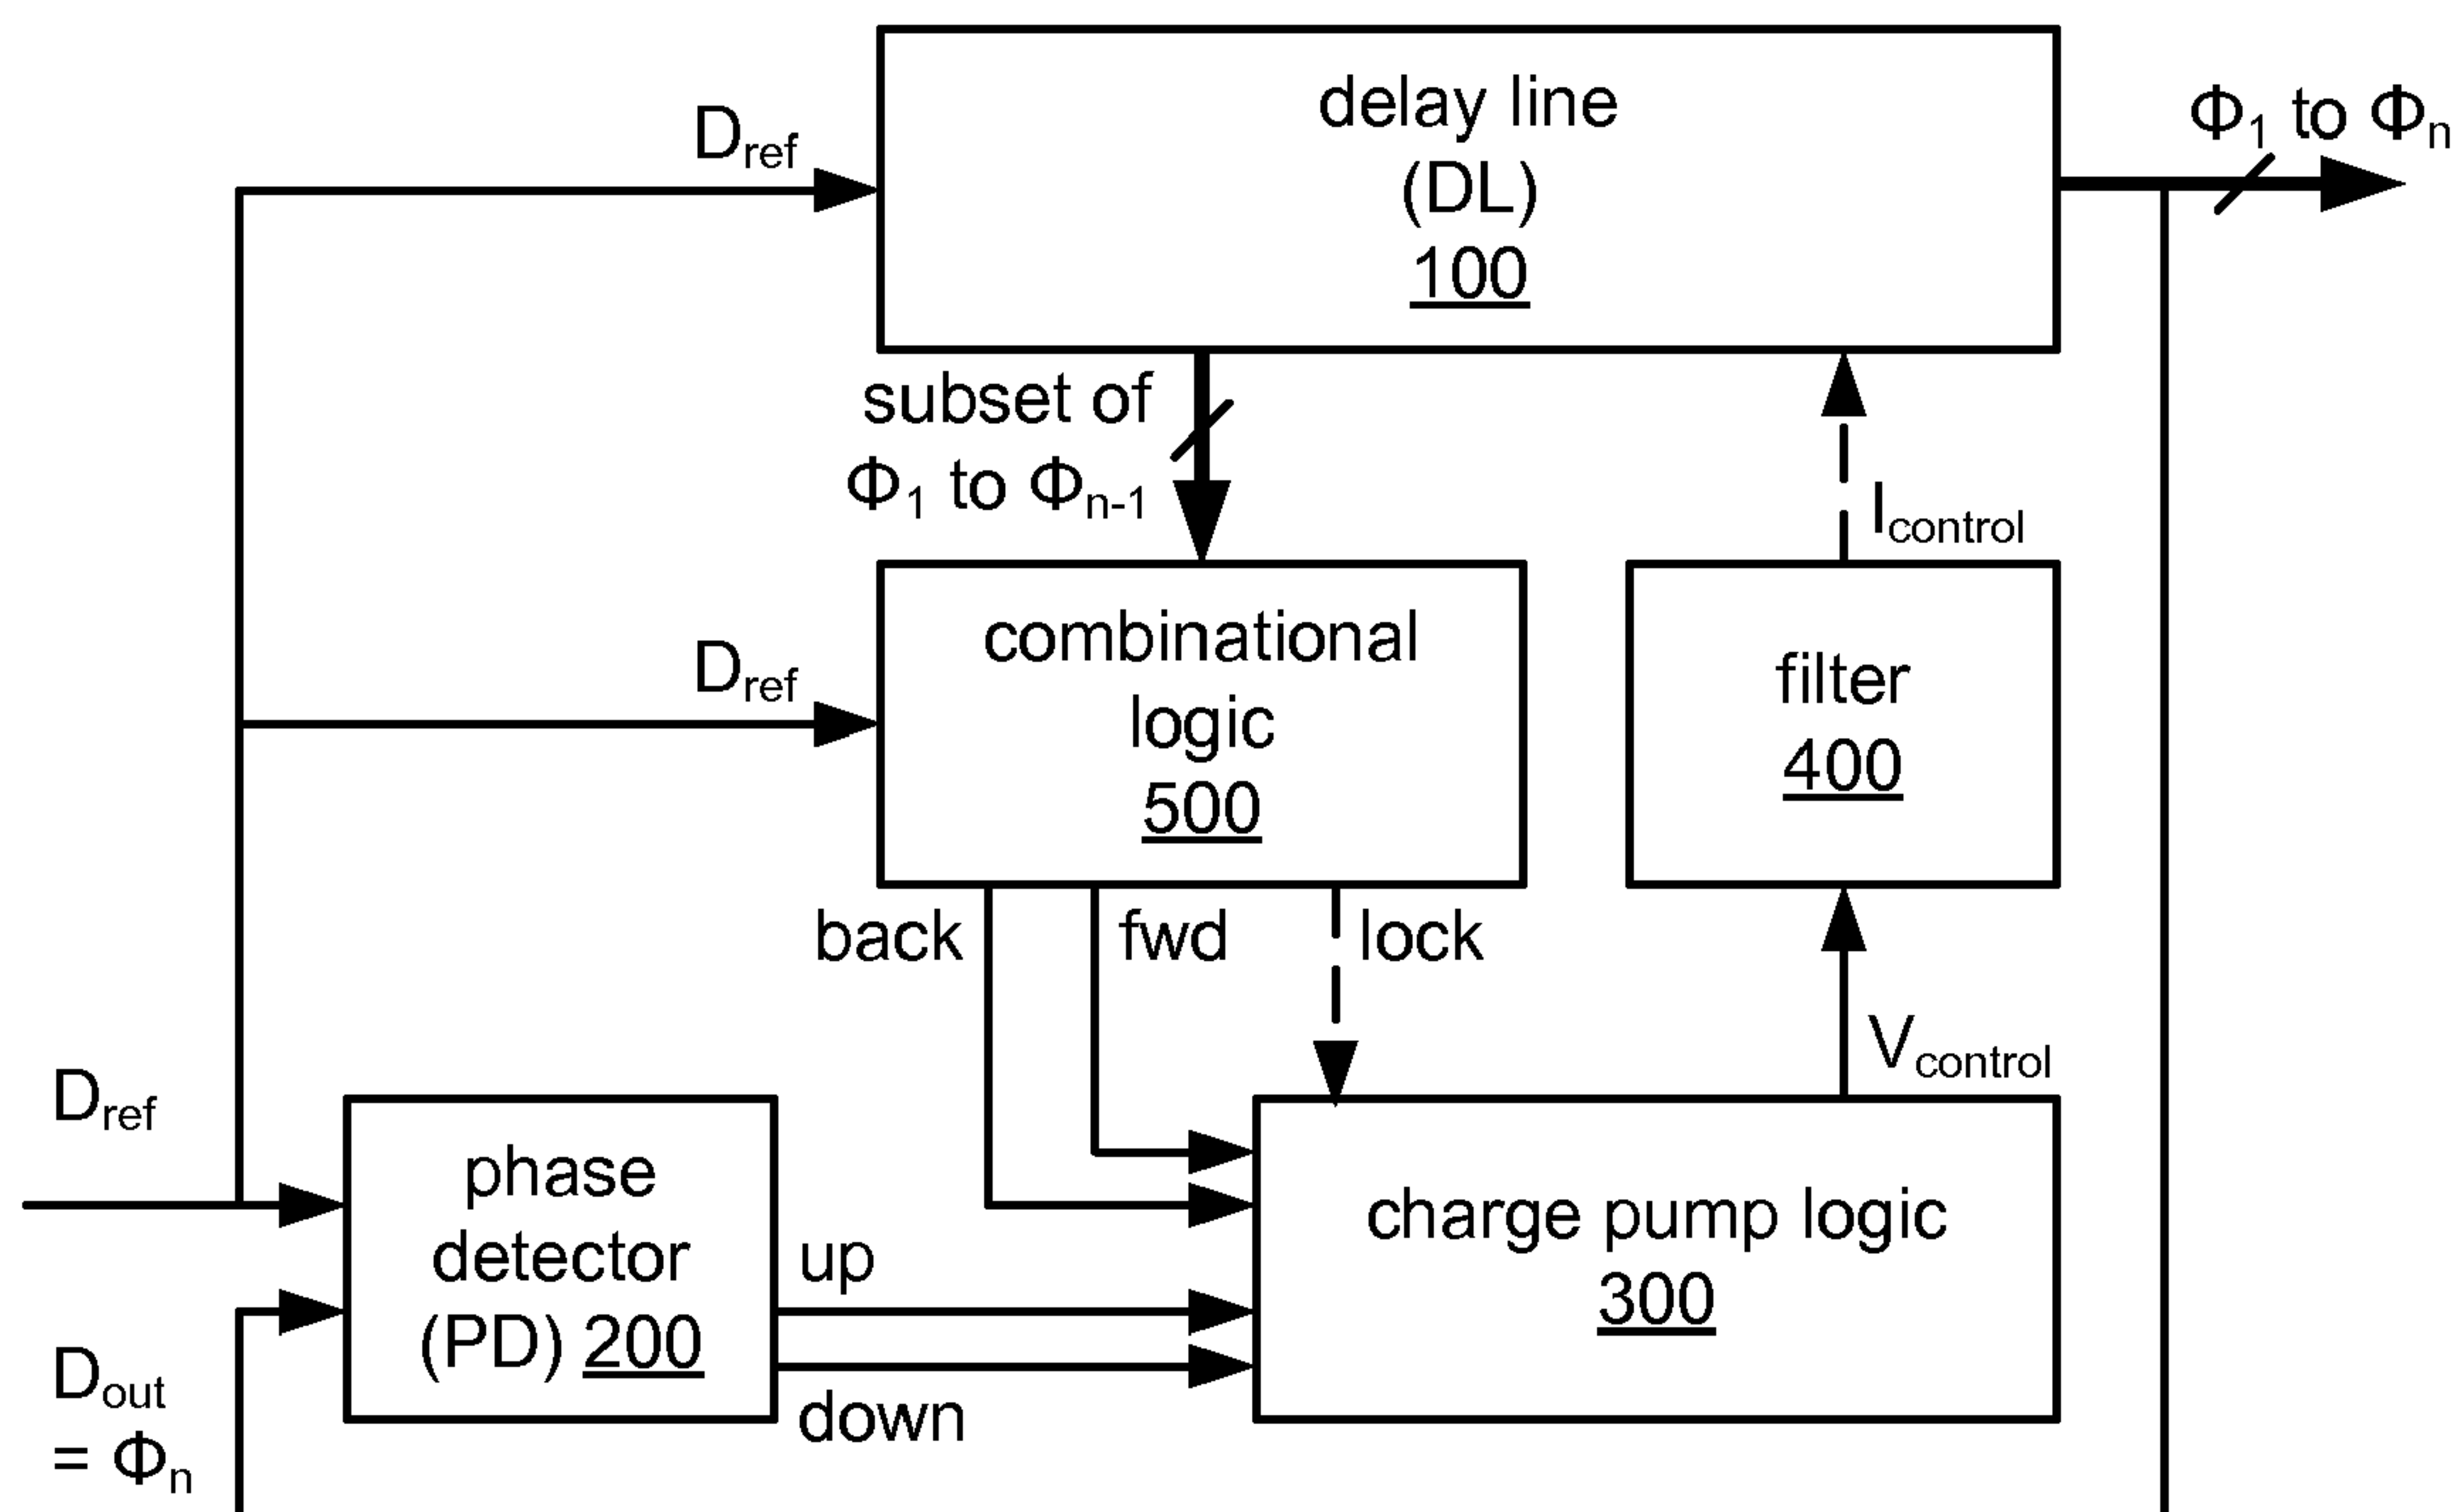 delay line
(DL)
100
Φ1 to Φn
Dref
subset of
Φ1 to Φn-1
Icontrol
combinational
logic
500
Dref
filter
400
back
fwd
lock
Vcontrol
Dref
phase
detector
(PD) 200
up
down
charge pump logic
300
Dout
= Φn